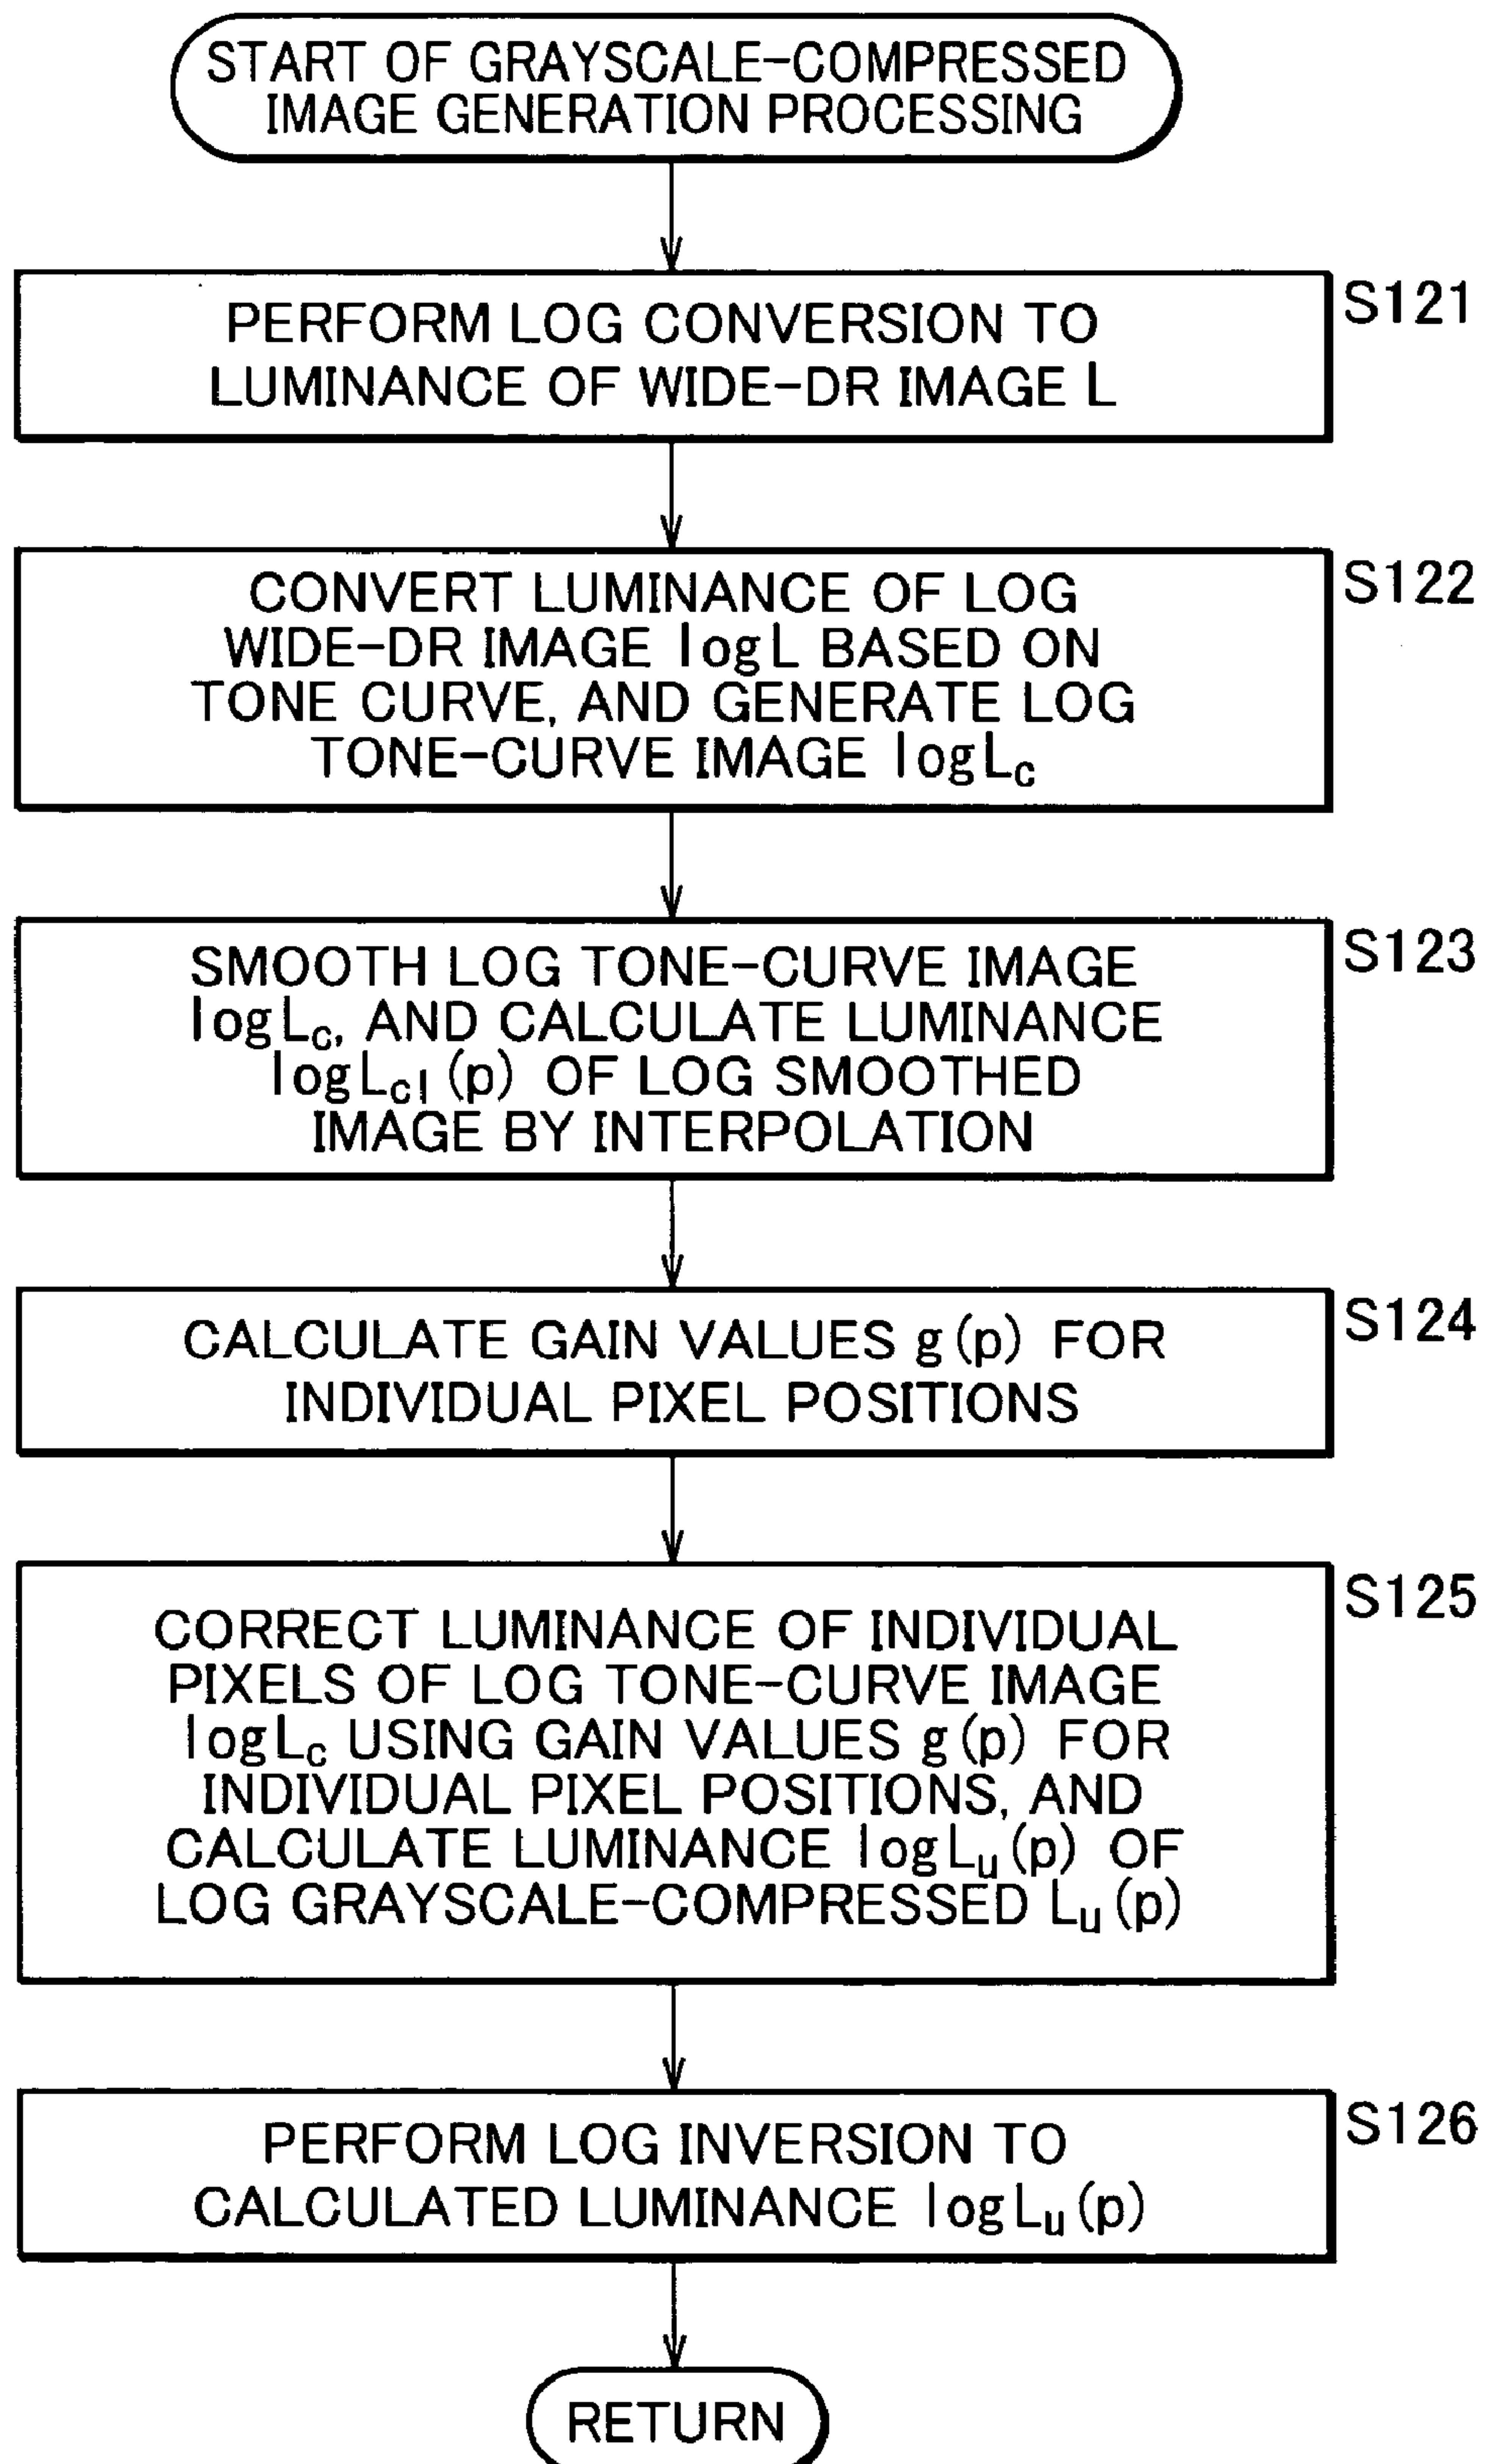 START OF GRAYSCALE-COMPRESSED
IMAGE GENERATION PROCESSING
S121
PERFORM LOG CONVERSION TO
LUMINANCE OF WIDE-DR IMAGE L
S122
CONVERT LUMINANCE OF LOG
WIDE-DR IMAGE logL BASED ON
TONE CURVE, AND GENERATE LOG
TONE-CURVE IMAGE logLc
S123
SMOOTH LOG TONE-CURVE IMAGE
logLc, AND CALCULATE LUMINANCE
logLcl(p) OF LOG SMOOTHED
IMAGE BY INTERPOLATION
S124
CALCULATE GAIN VALUES g(p) FOR
INDIVIDUAL PIXEL POSITIONS
S125
CORRECT LUMINANCE OF INDIVIDUAL
PIXELS OF LOG TONE-CURVE IMAGE
logLc USING GAIN VALUES g(p) FOR
INDIVIDUAL PIXEL POSITIONS, AND
CALCULATE LUMINANCE logLu(p) OF
LOG GRAYSCALE-COMPRESSED Lu(p)
S126
PERFORM LOG INVERSION TO
CALCULATED LUMINANCE logLu(p)
RETURN